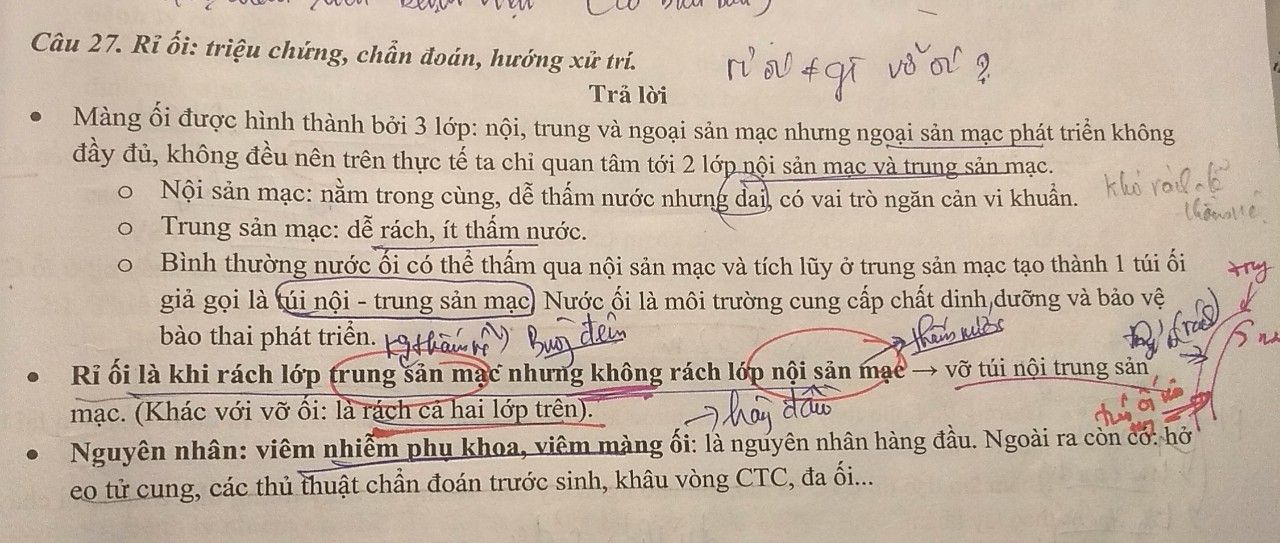 Câu 27. Rỉ ối: triệu chứng, chẩn đoán, hướng xử trí.
rỉ ối ≠ gì vỡ ối ?
Trả lời
• Màng ối được hình thành bởi 3 lớp: nội, trung và ngoại sản mạc nhưng ngoại sản mạc phát triển không
đầy đủ, không đều nên trên thực tế ta chỉ quan tâm tới 2 lớp nội sản mạc và trung sản mạc.
o Nội sản mạc: nằm trong cùng, dễ thấm nước nhưng dai, có vai trò ngăn cản vi khuẩn.
khó rách
o Trung sản mạc: dễ rách, ít thấm nước.
o Bình thường nước ối có thể thấm qua nội sản mạc và tích lũy ở trung sản mạc tạo thành 1 túi ối
giả gọi là túi nội - trung sản mạc. Nước ối là môi trường cung cấp chất dinh dưỡng và bảo vệ
bào thai phát triển.
Buồng đệm
thấm nước
• Rỉ ối là khi rách lớp trung sản mạc nhưng không rách lớp nội sản mạc → vỡ túi nội trung sản
mạc. (Khác với vỡ ối: là rách cả hai lớp trên).
→ hàng đầu
• Nguyên nhân: viêm nhiễm phụ khoa, viêm màng ối: là nguyên nhân hàng đầu. Ngoài ra còn có: hở
eo tử cung, các thủ thuật chẩn đoán trước sinh, khâu vòng CTC, đa ối...